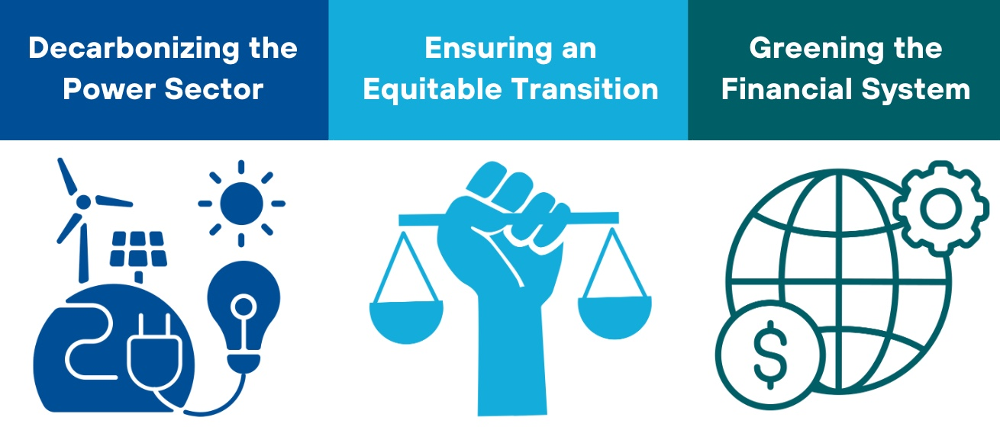 Decarbonizing the
Power Sector
Ensuring an
Equitable Transition
Greening the
Financial System
$